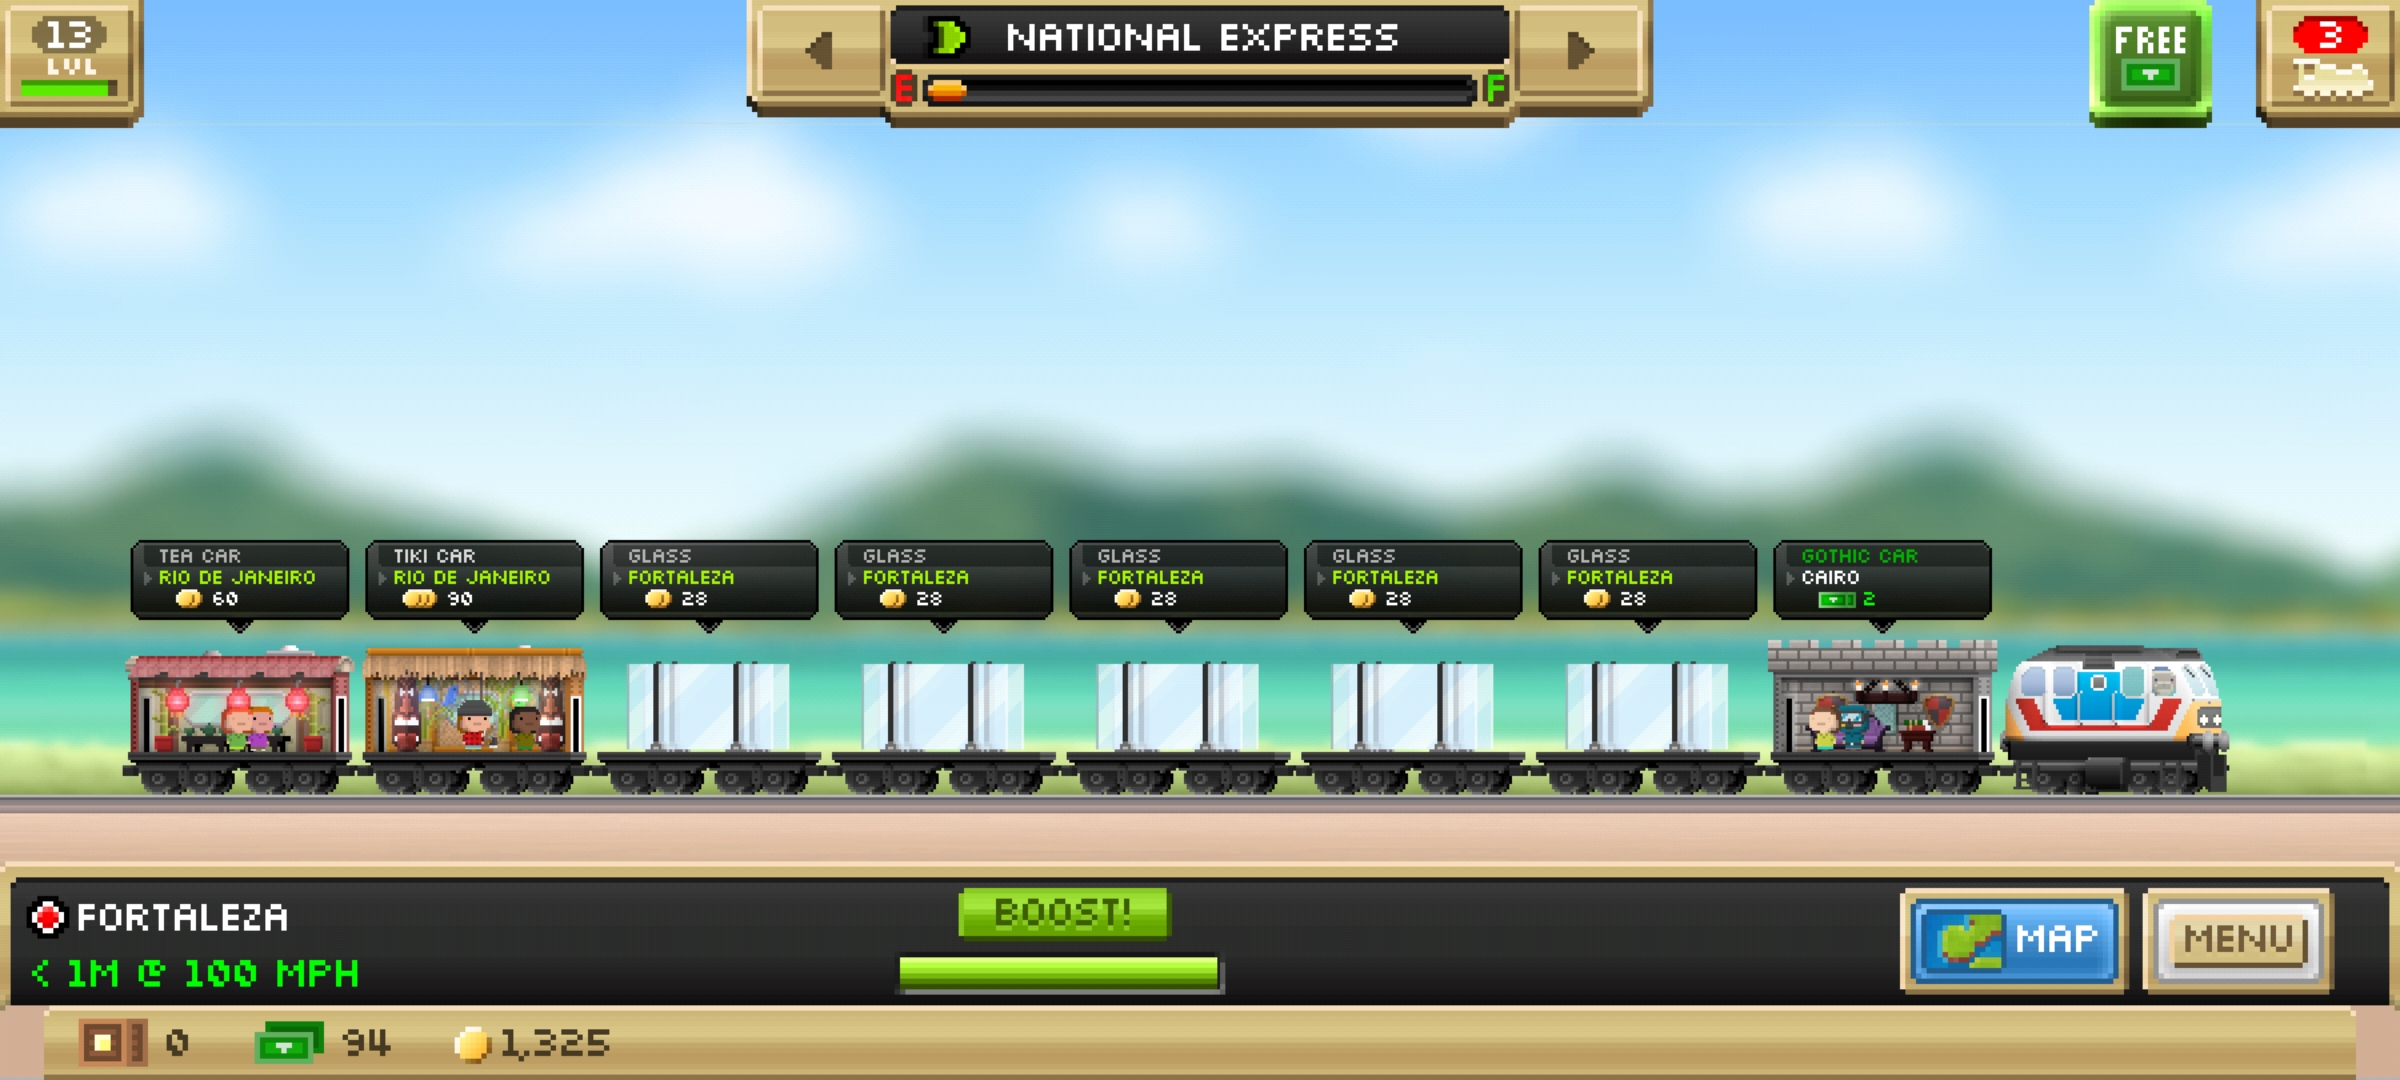 13
LVL
NATIONAL EXPRESS
E F
FREE
3
TEA CAR
RIO DE JANEIRO
60
TIKI CAR
RIO DE JANEIRO
90
GLASS
FORTALEZA
28
GLASS
FORTALEZA
28
GLASS
FORTALEZA
28
GLASS
FORTALEZA
28
GLASS
FORTALEZA
28
GOTHIC CAR
CAIRO
2
FORTALEZA
< 1M @ 100 MPH
BOOST!
MAP
MENU
0
94
1,325